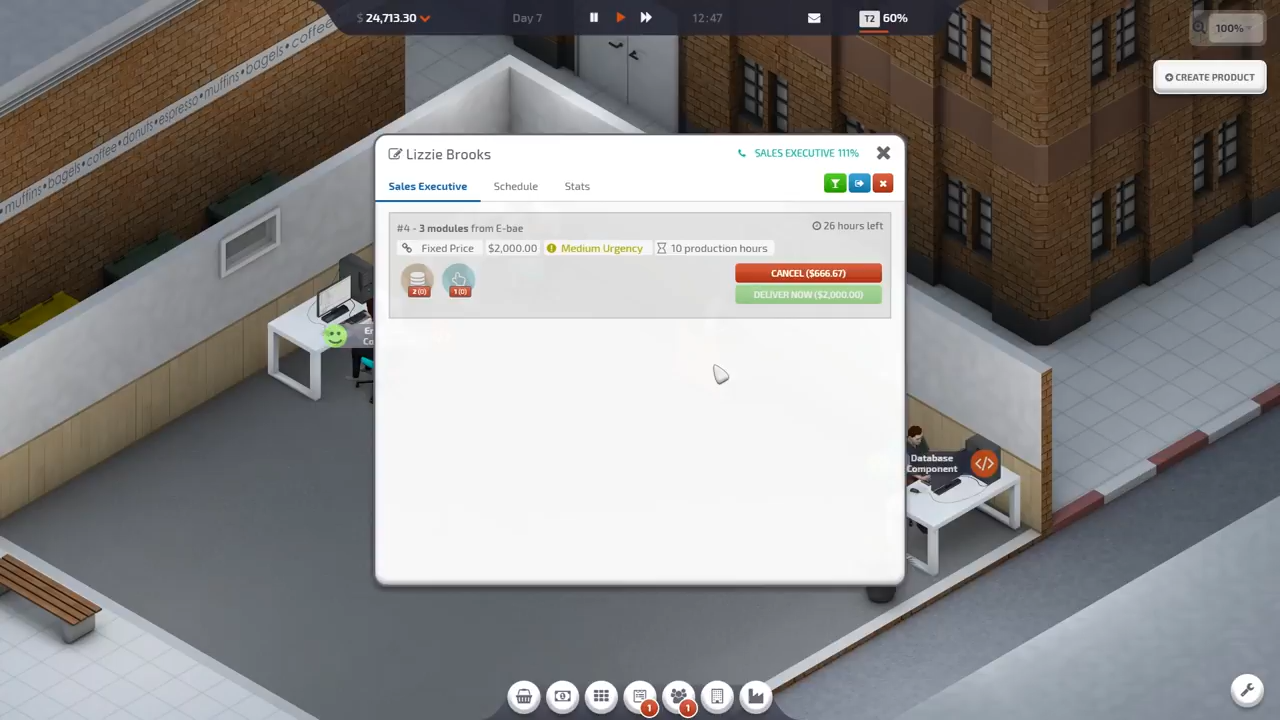 $ 24,713.30
Day 7
12:47
T2 60%
100%
CREATE PRODUCT
muffins • bagels • coffee • donuts • espresso • muffins • bagels • coffee
Lizzie Brooks
SALES EXECUTIVE 111%
Sales Executive
Schedule
Stats
#4 - 3 modules from E-bae
26 hours left
Fixed Price
$2,000.00
Medium Urgency
10 production hours
2 (0)
1 (0)
CANCEL ($666.67)
DELIVER NOW ($2,000.00)
Database
Component
1
1